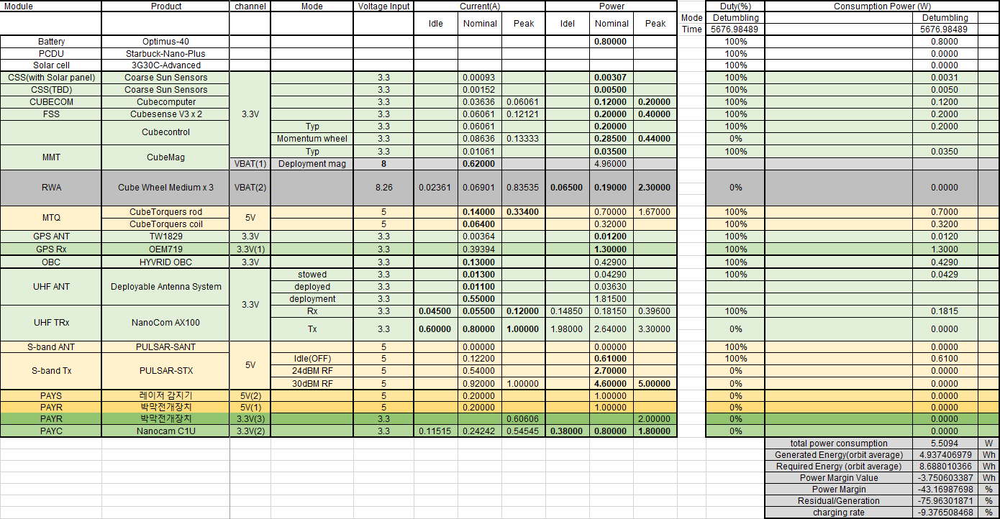 Module Product channel Mode Voltage Input Current(A) Power Duty(%) Consumption Power (W)
Idle Nominal Peak Idel Nominal Peak Mode Detumbling Detumbling
Time 5676.98489 5676.98489
Battery Optimus-40 0.80000 100% 0.8000
PCDU Starbuck-Nano-Plus 100% 0.0000
Solar cell 3G30C-Advanced 100% 0.0000
CSS(with Solar panel) Coarse Sun Sensors 3.3V 3.3 0.00093 0.00307 100% 0.0031
CSS(TBD) Coarse Sun Sensors 3.3 0.00152 0.00500 100% 0.0050
CUBECOM Cubecomputer 3.3 0.03636 0.06061 0.12000 0.20000 100% 0.1200
FSS Cubesense V3 x 2 3.3 0.06061 0.12121 0.20000 0.40000 100% 0.2000
Cubecontrol Typ 3.3 0.06061 0.20000 100% 0.2000
Momentum wheel 3.3 0.08636 0.13333 0.28500 0.44000 0%
MMT CubeMag Typ 3.3 0.01061 0.03500 100% 0.0350
VBAT(1) Deployment mag 8 0.62000 4.96000
RWA Cube Wheel Medium x 3 VBAT(2) 8.26 0.02361 0.06901 0.83535 0.06500 0.19000 2.30000 0% 0.0000
MTQ CubeTorquers rod 5V 5 0.14000 0.33400 0.70000 1.67000 100% 0.7000
CubeTorquers coil 5 0.06400 0.32000 100% 0.3200
GPS ANT TW1829 3.3V 3.3 0.00364 0.01200 100% 0.0120
GPS Rx OEM719 3.3V(1) 3.3 0.39394 1.30000 100% 1.3000
OBC HYVRID OBC 3.3V 3.3 0.13000 0.42900 100% 0.4290
UHF ANT Deployable Antenna System 3.3V stowed 3.3 0.01300 0.04290 100% 0.0429
deployed 3.3 0.01100 0.03630
deployment 3.3 0.55000 1.81500
UHF TRx NanoCom AX100 Rx 3.3 0.04500 0.05500 0.12000 0.14850 0.18150 0.39600 100% 0.1815
Tx 3.3 0.60000 0.80000 1.00000 1.98000 2.64000 3.30000 0% 0.0000
S-band ANT PULSAR-SANT 5V 5 0.00000 0.00000 100% 0.0000
S-band Tx PULSAR-STX Idle(OFF) 5 0.12200 0.61000 100% 0.6100
24dBM RF 5 0.54000 2.70000 0% 0.0000
30dBM RF 5 0.92000 1.00000 4.60000 5.00000 0% 0.0000
PAYS 레이저 감지기 5V(2) 5 0.20000 1.00000 0% 0.0000
PAYR 박막전개장치 5V(1) 5 0.20000 1.00000 0% 0.0000
PAYR 박막전개장치 3.3V(3) 3.3 0.60606 2.00000 0% 0.0000
PAYC Nanocam C1U 3.3V(2) 3.3 0.11515 0.24242 0.54545 0.38000 0.80000 1.80000 0% 0.0000
total power consumption 5.5094 W
Generated Energy(orbit average) 4.937406979 Wh
Required Energy (orbit average) 8.688010366 Wh
Power Margin Value -3.750603387 Wh
Power Margin -43.16987698 %
Residual/Generation -75.96301871 %
charging rate -9.376508468 %